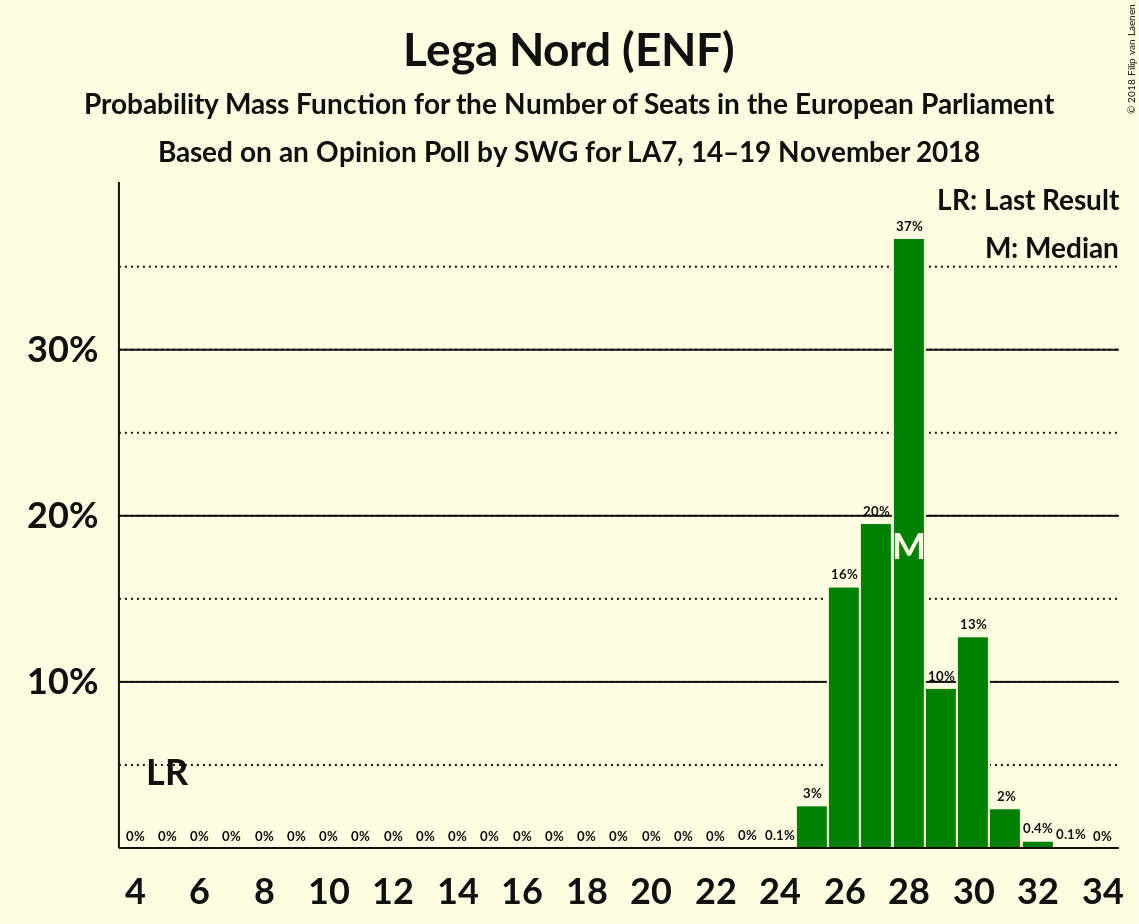 Lega Nord (ENF)
Probability Mass Function for the Number of Seats in the European Parliament
Based on an Opinion Poll by SWG for LA7, 14–19 November 2018
© 2018 Filip van Laenen
LR: Last Result
M: Median
30%
20%
10%
LR
M
0% 0% 0% 0% 0% 0% 0% 0% 0% 0% 0% 0% 0% 0% 0% 0% 0% 0% 0% 0% 0.1% 3% 16% 20% 37% 10% 13% 2% 0.4% 0.1% 0%
4 6 8 10 12 14 16 18 20 22 24 26 28 30 32 34